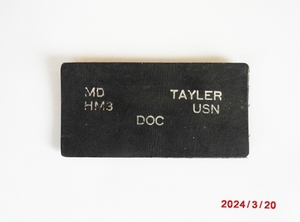 MD TAYLER
HM3 USN
DOC
2024/3/20